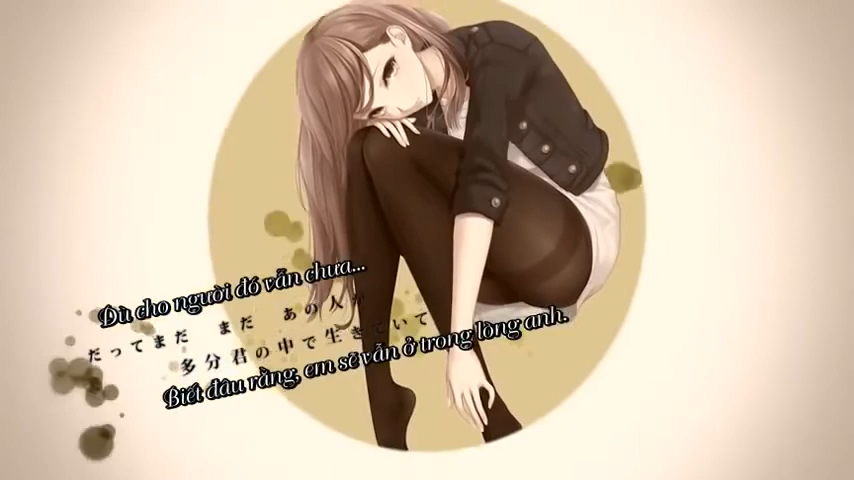 Dù cho người đó vẫn chưa...
だってまだ　まだ　あの人が
多分君の中で生きていて
Biết đâu rằng, em sẽ vẫn ở trong lòng anh.